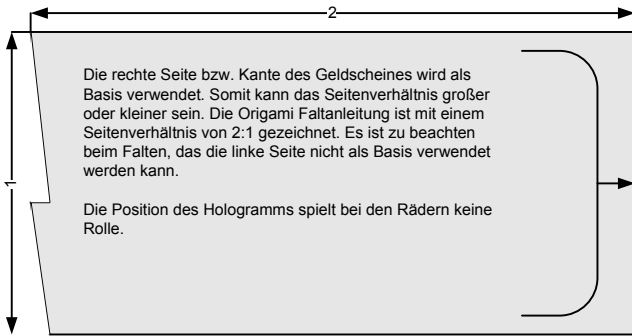 2
1
Die rechte Seite bzw. Kante des Geldscheines wird als
Basis verwendet. Somit kann das Seitenverhältnis großer
oder kleiner sein. Die Origami Faltanleitung ist mit einem
Seitenverhältnis von 2:1 gezeichnet. Es ist zu beachten
beim Falten, das die linke Seite nicht als Basis verwendet
werden kann.
Die Position des Hologramms spielt bei den Rädern keine
Rolle.